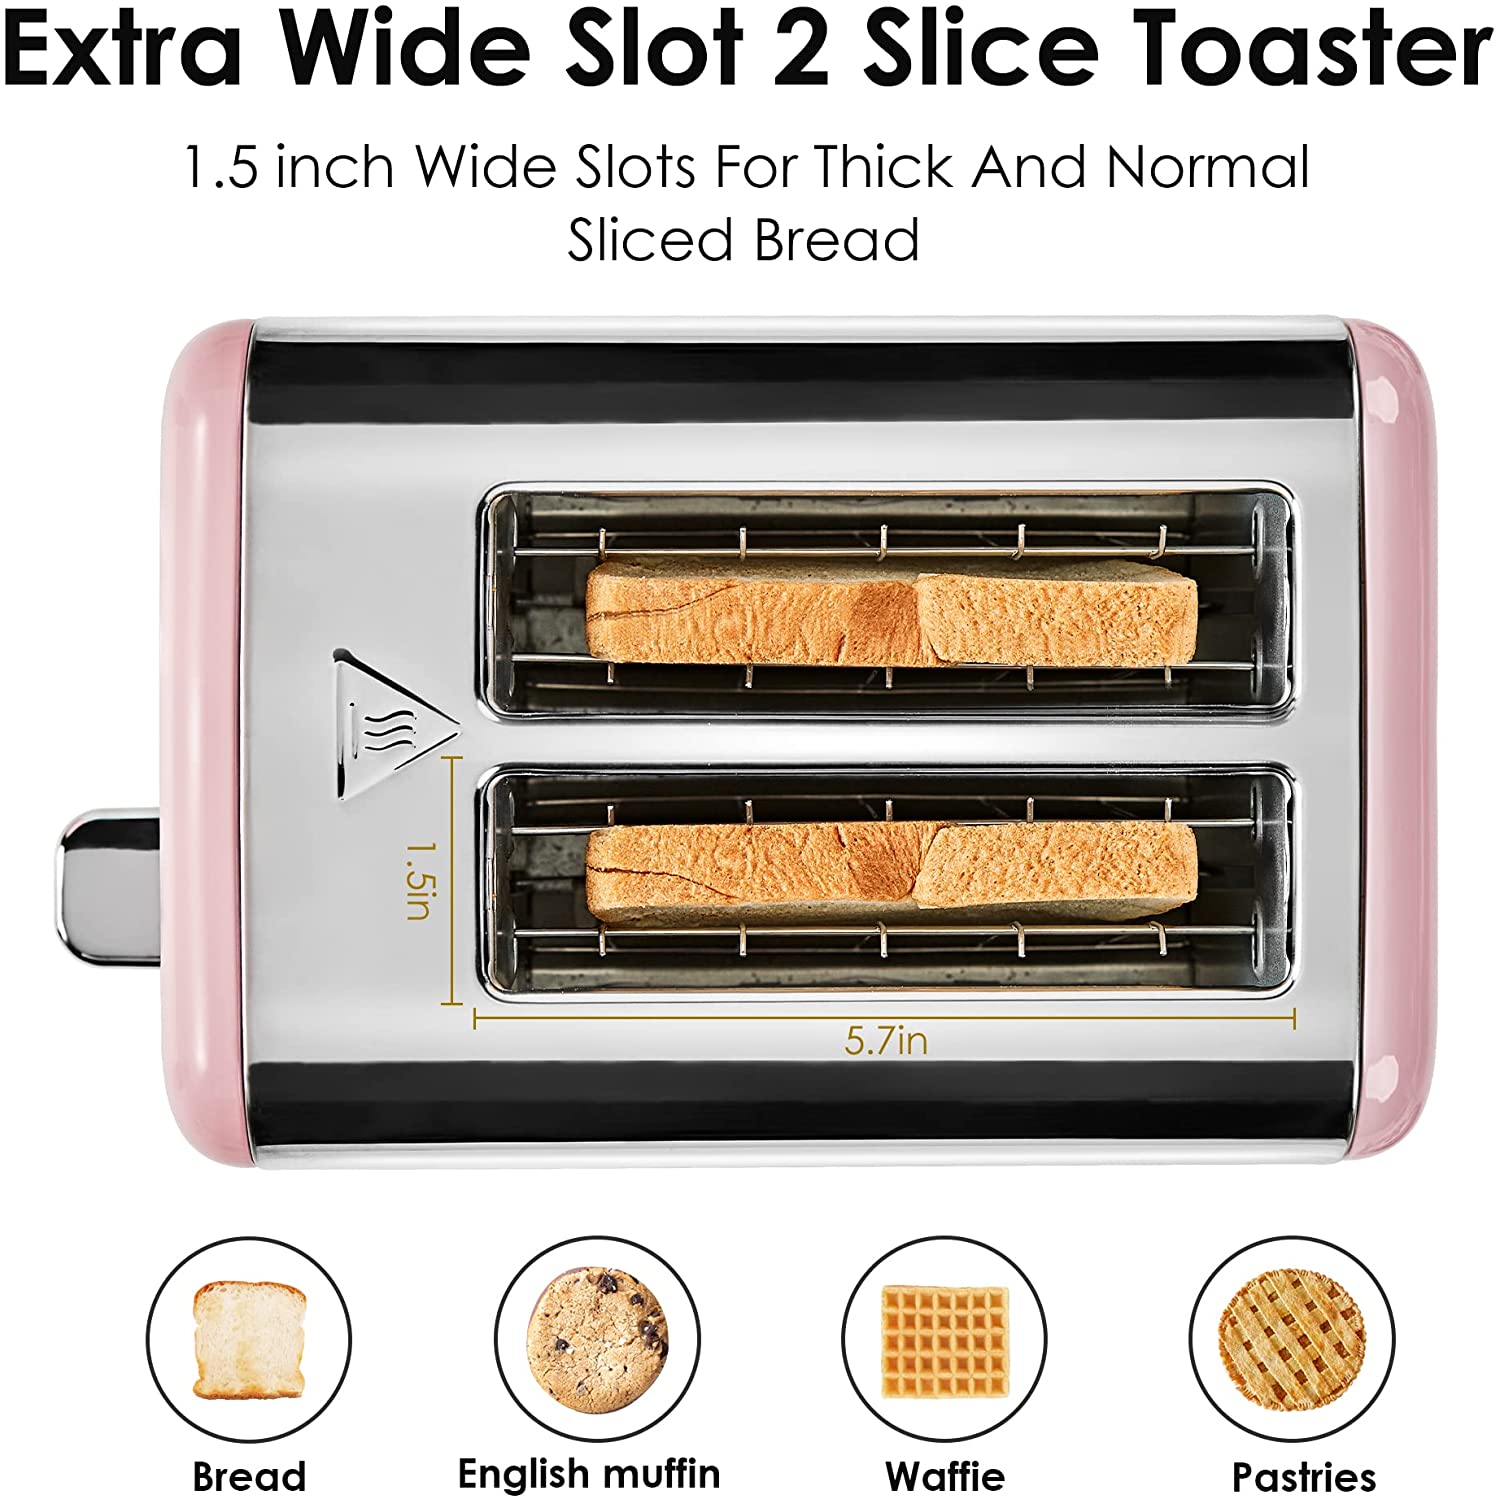 Extra Wide Slot 2 Slice Toaster
1.5 inch Wide Slots For Thick And Normal
Sliced Bread
1.5in
5.7in
Bread
English muffin
Waffie
Pastries